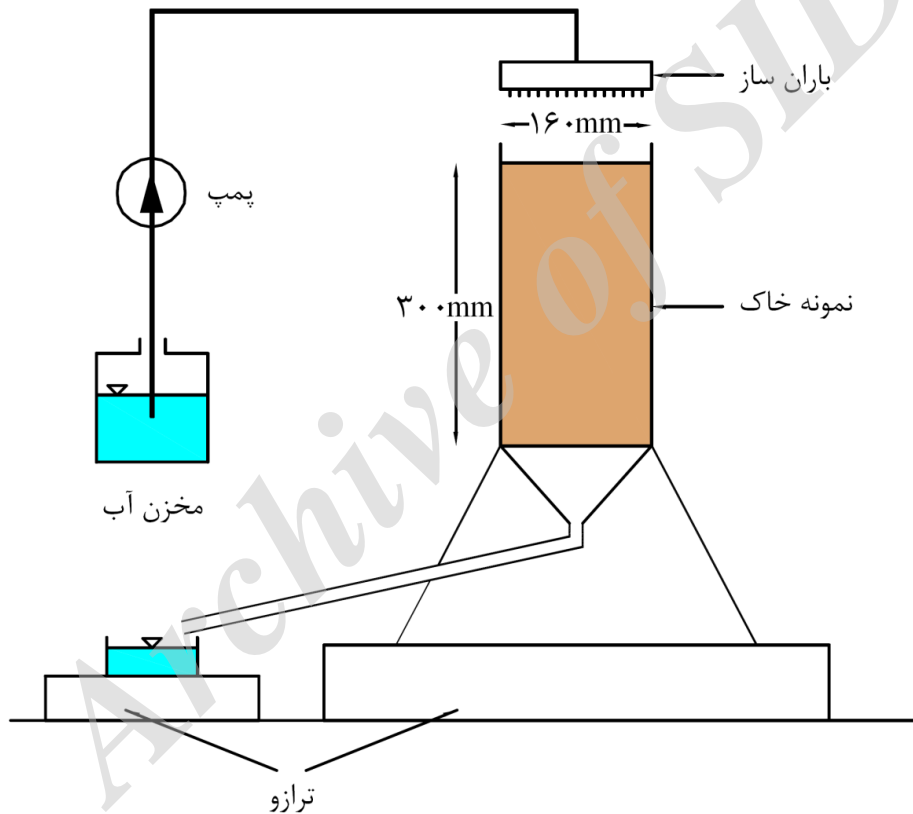 باران ساز
۱۶۰mm
پمپ
۳۰۰mm
نمونه خاک
مخزن آب
ترازو
Archive of SID